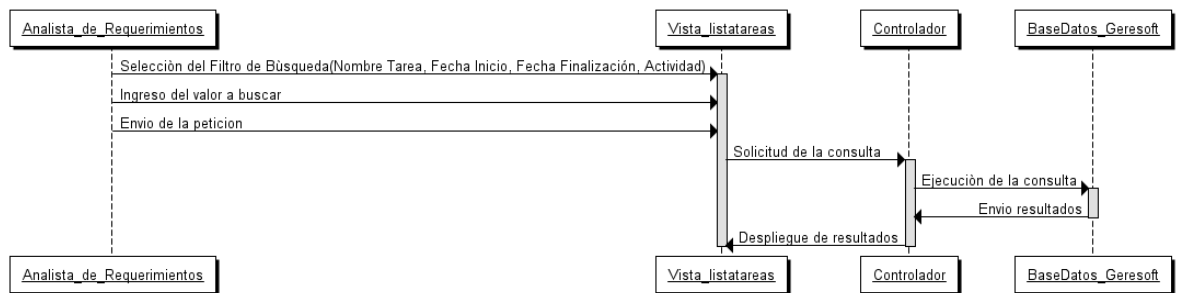 Analista_de_Requerimientos Vista_listatareas Controlador BaseDatos_Geresoft
Selecciòn del Filtro de Bùsqueda(Nombre Tarea, Fecha Inicio, Fecha Finalización, Actividad)
Ingreso del valor a buscar
Envio de la peticion
Solicitud de la consulta
Ejecuciòn de la consulta
Envio resultados
Despliegue de resultados
Analista_de_Requerimientos Vista_listatareas Controlador BaseDatos_Geresoft